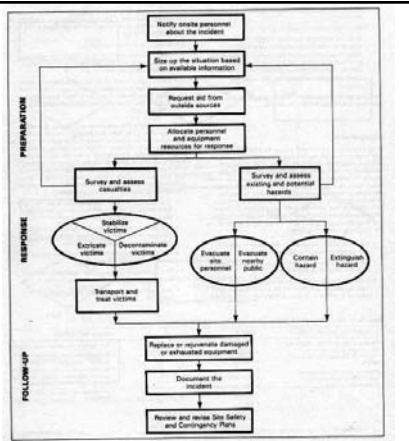 Notify onsite personnel
about the incident
Size up the situation based
on available information
Request aid from
outside sources
Allocate personnel
and equipment
resources for response
PREPARATION
Survey and assess
casualties
Survey and assess
existing and potential
hazards
RESPONSE
Stabilize
victims
Extricate
victims
Decontaminate
victims
Evacuate
site
personnel
Evacuate
nearby
public
Contain
hazard
Extinguish
hazard
Transport and
treat victims
FOLLOW-UP
Replace or rejuvenate damaged
or exhausted equipment
Document the
incident
Review and revise Site Safety
and Contingency Plans